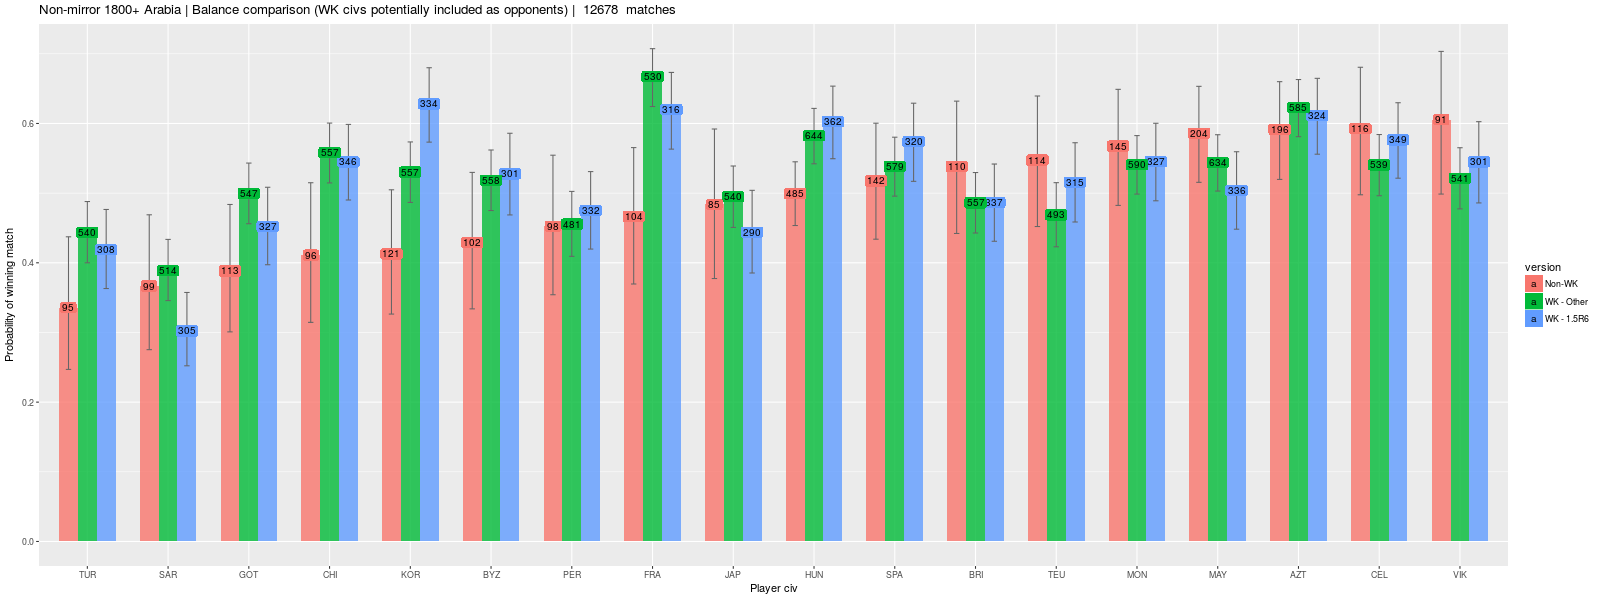 Non-mirror 1800+ Arabia | Balance comparison (WK civs potentially included as opponents) | 12678 matches
Probability of winning match
0.6
0.4
0.2
0.0
95 540 308
99 514 305
113 547 327
96 557 346
121 557 334
102 558 301
98 481 332
104 530 316
85 540 290
485 644 362
142 579 320
110 557 337
114 493 315
145 590 327
204 634 336
196 585 324
116 539 349
91 541 301
TUR SAR GOT CHI KOR BYZ PER FRA JAP HUN SPA BRI TEU MON MAY AZT CEL VIK
Player civ
version
a Non-WK
a WK - Other
a WK - 1.5R6